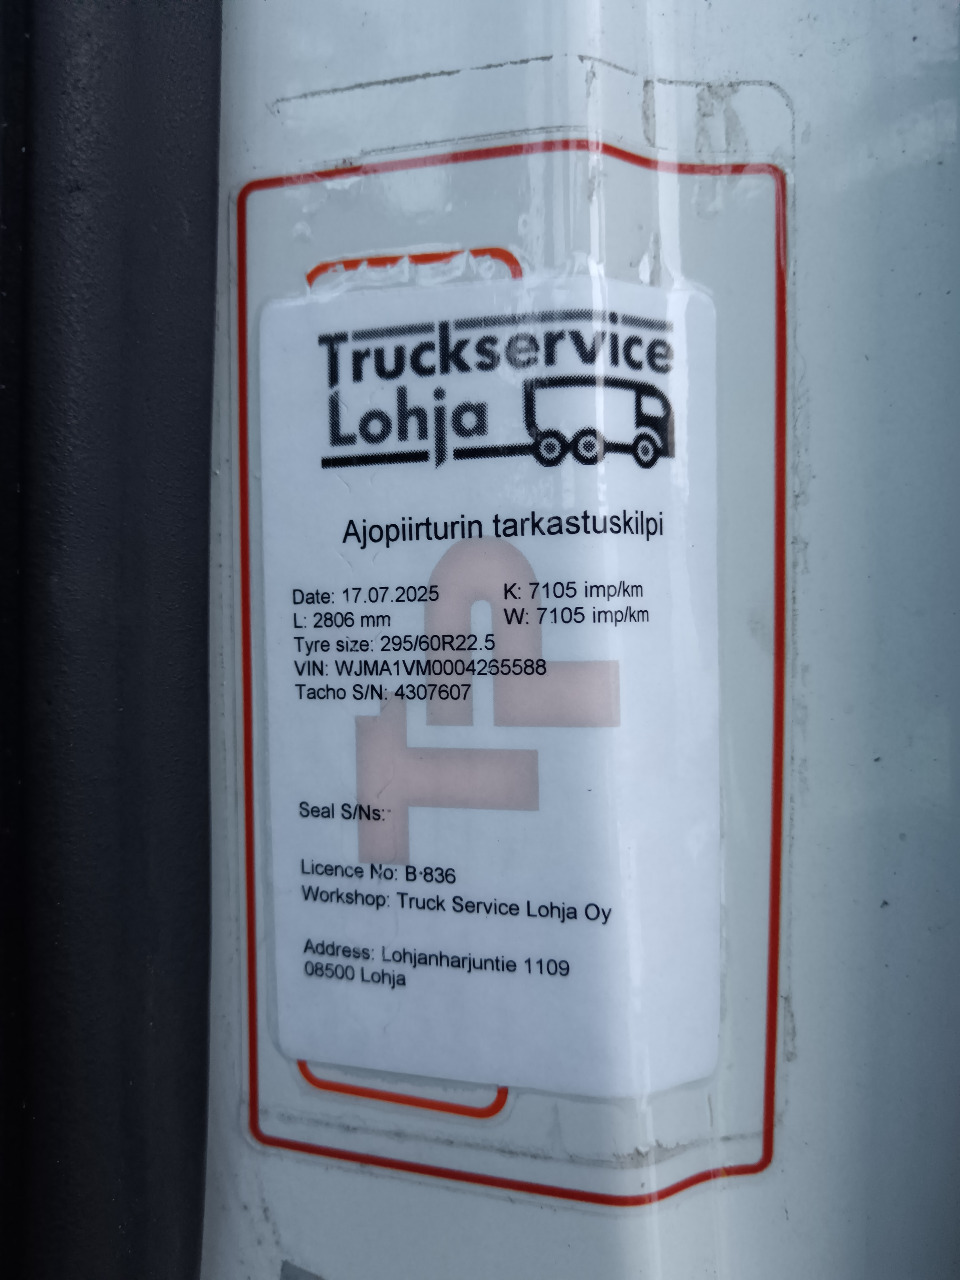 Truckservice
Lohja
Ajopiirturin tarkastuskilpi
Date: 17.07.2025 K: 7105 imp/km
L: 2806 mm W: 7105 imp/km
Tyre size: 295/60R22.5
VIN: WJMA1VM0004265588
Tacho S/N: 4307607
Seal S/Ns:
Licence No: B-836
Workshop: Truck Service Lohja Oy
Address: Lohjanharjuntie 1109
08500 Lohja